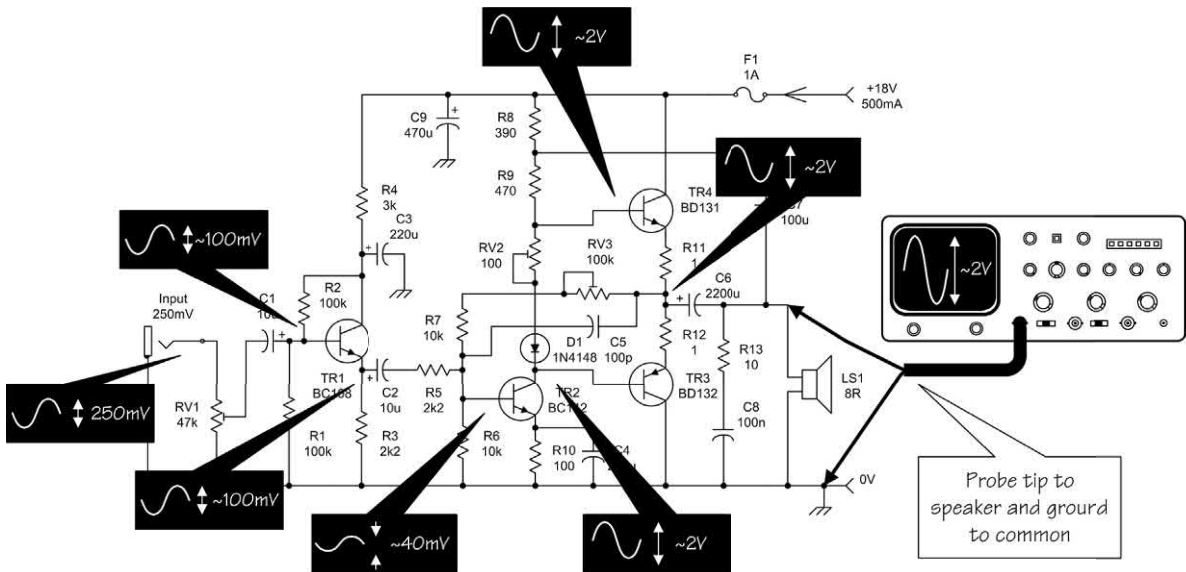 ~2V
F1
1A
+18V
500mA
C9
470u
R8
390
~2V
R9
470
R4
3k
TR4
BD131
100u
C3
220u
~100mV
RV2
100
RV3
100k
R11
1
~2V
C6
2200u
R2
100k
Input
250mV
C1
R7
10k
D1
1N4148
C5
100p
R12
1
R13
10
TR1
C2
10u
R5
2k2
TR2
TR3
BD132
LS1
8R
250mV
RV1
47k
C8
100n
R1
100k
R3
2k2
R6
10k
R10
100
0V
Probe tip to
speaker and ground
to common
~100mV
~40mV
~2V